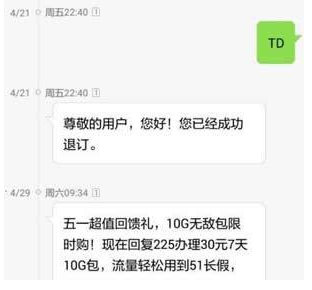 4/21 周五22:40 1
TD
4/21 周五22:40 1
尊敬的用户，您好！您已经成功
退订。
4/29 周六09:34 1
五一超值回馈礼，10G无敌包限
时购！现在回复225办理30元7天
10G包，流量轻松用到51长假，